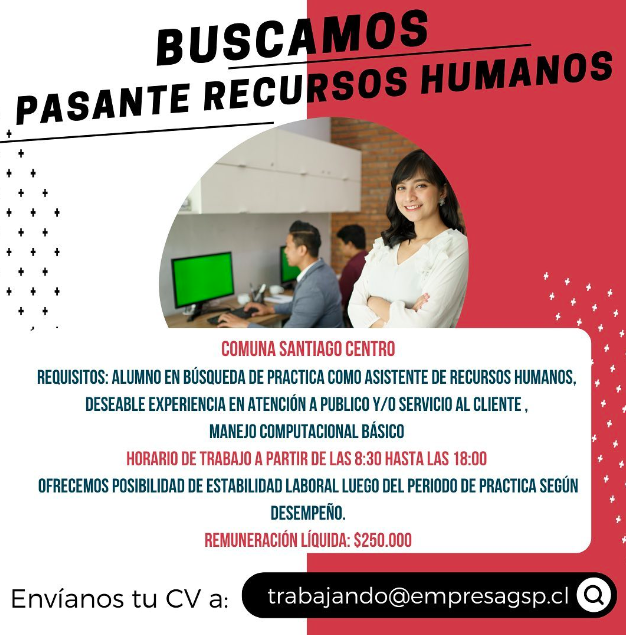 BUSCAMOS
PASANTE RECURSOS HUMANOS
COMUNA SANTIAGO CENTRO
REQUISITOS: ALUMNO EN BÚSQUEDA DE PRACTICA COMO ASISTENTE DE RECURSOS HUMANOS,
DESEABLE EXPERIENCIA EN ATENCIÓN A PUBLICO Y/O SERVICIO AL CLIENTE ,
MANEJO COMPUTACIONAL BÁSICO
HORARIO DE TRABAJO A PARTIR DE LAS 8:30 HASTA LAS 18:00
OFRECEMOS POSIBILIDAD DE ESTABILIDAD LABORAL LUEGO DEL PERIODO DE PRACTICA SEGÚN
DESEMPEÑO.
REMUNERACIÓN LÍQUIDA: $250.000
Envíanos tu CV a: trabajando@empresagsp.cl